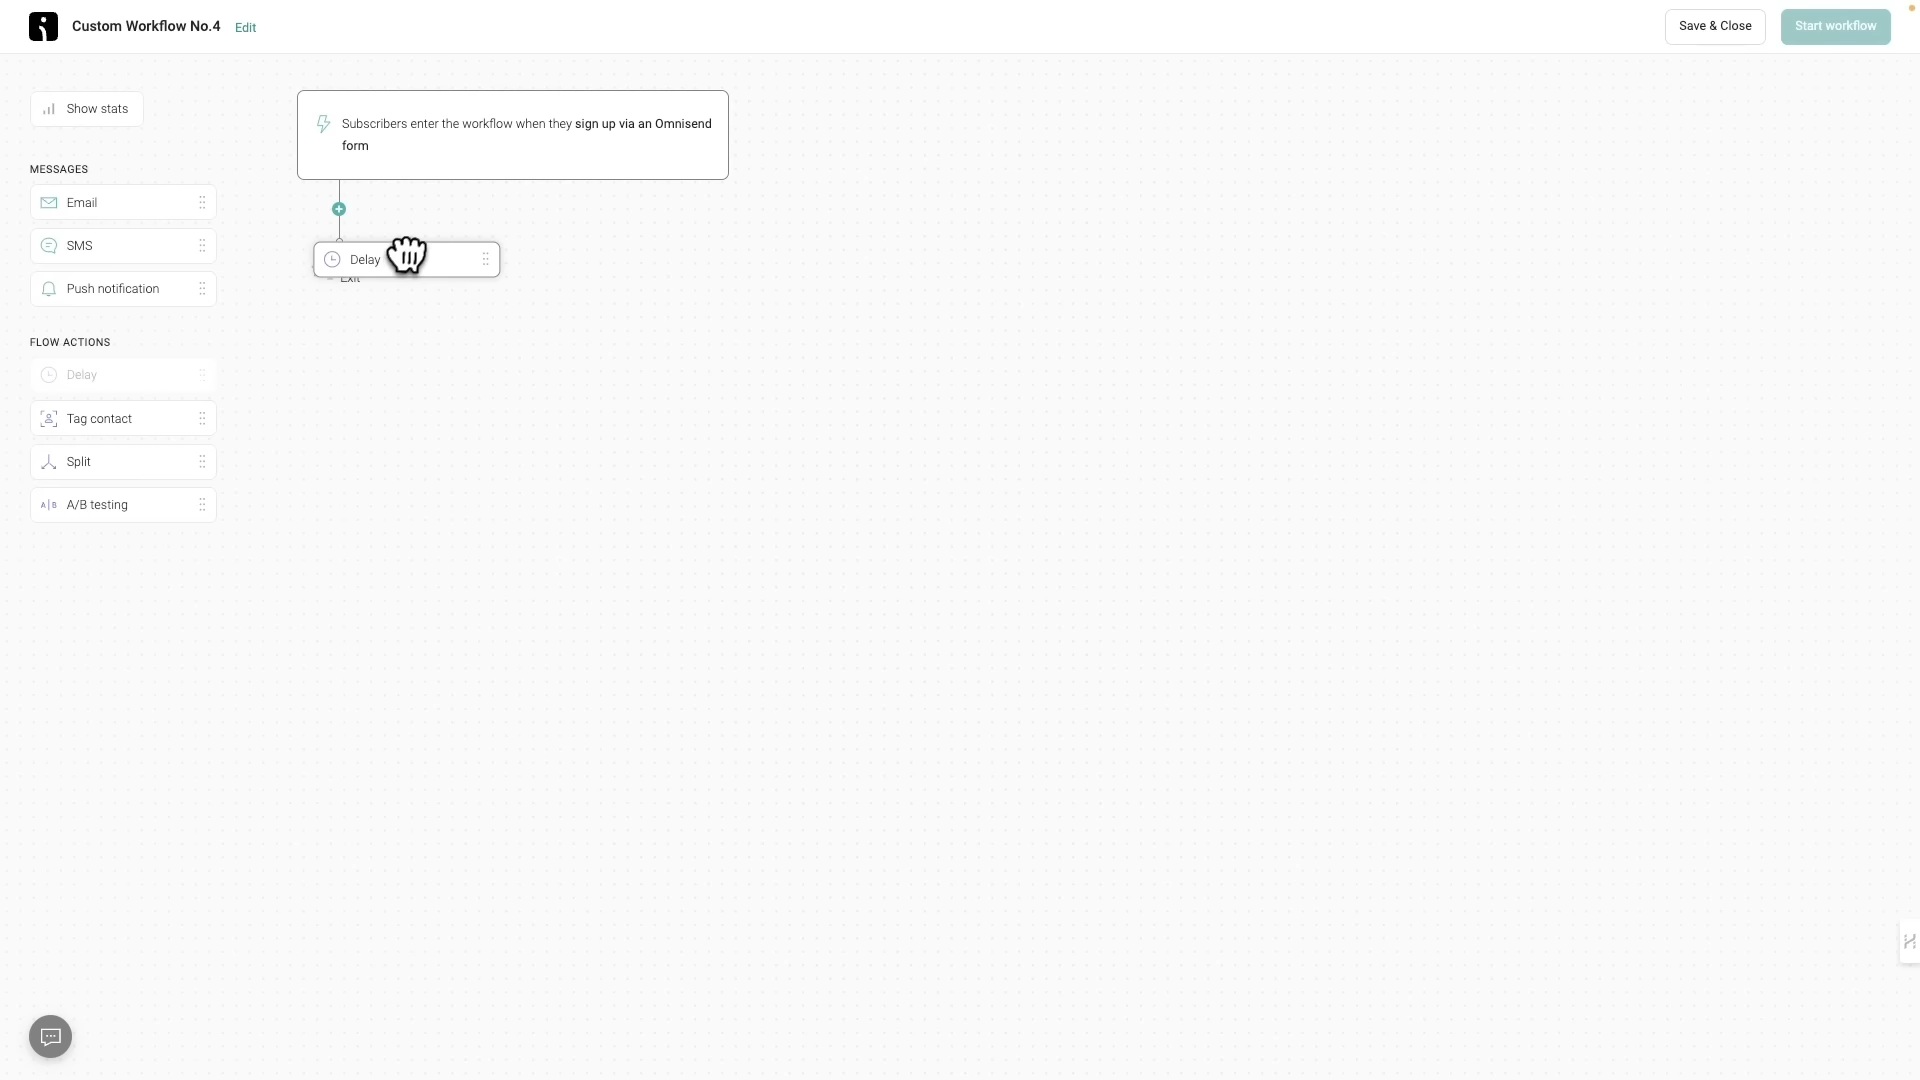 Custom Workflow No.4 Edit
Save & Close
Start workflow
Show stats
Subscribers enter the workflow when they sign up via an Omnisend
form
MESSAGES
Email
SMS
Push notification
Delay
Exit
FLOW ACTIONS
Delay
Tag contact
Split
A|B A/B testing